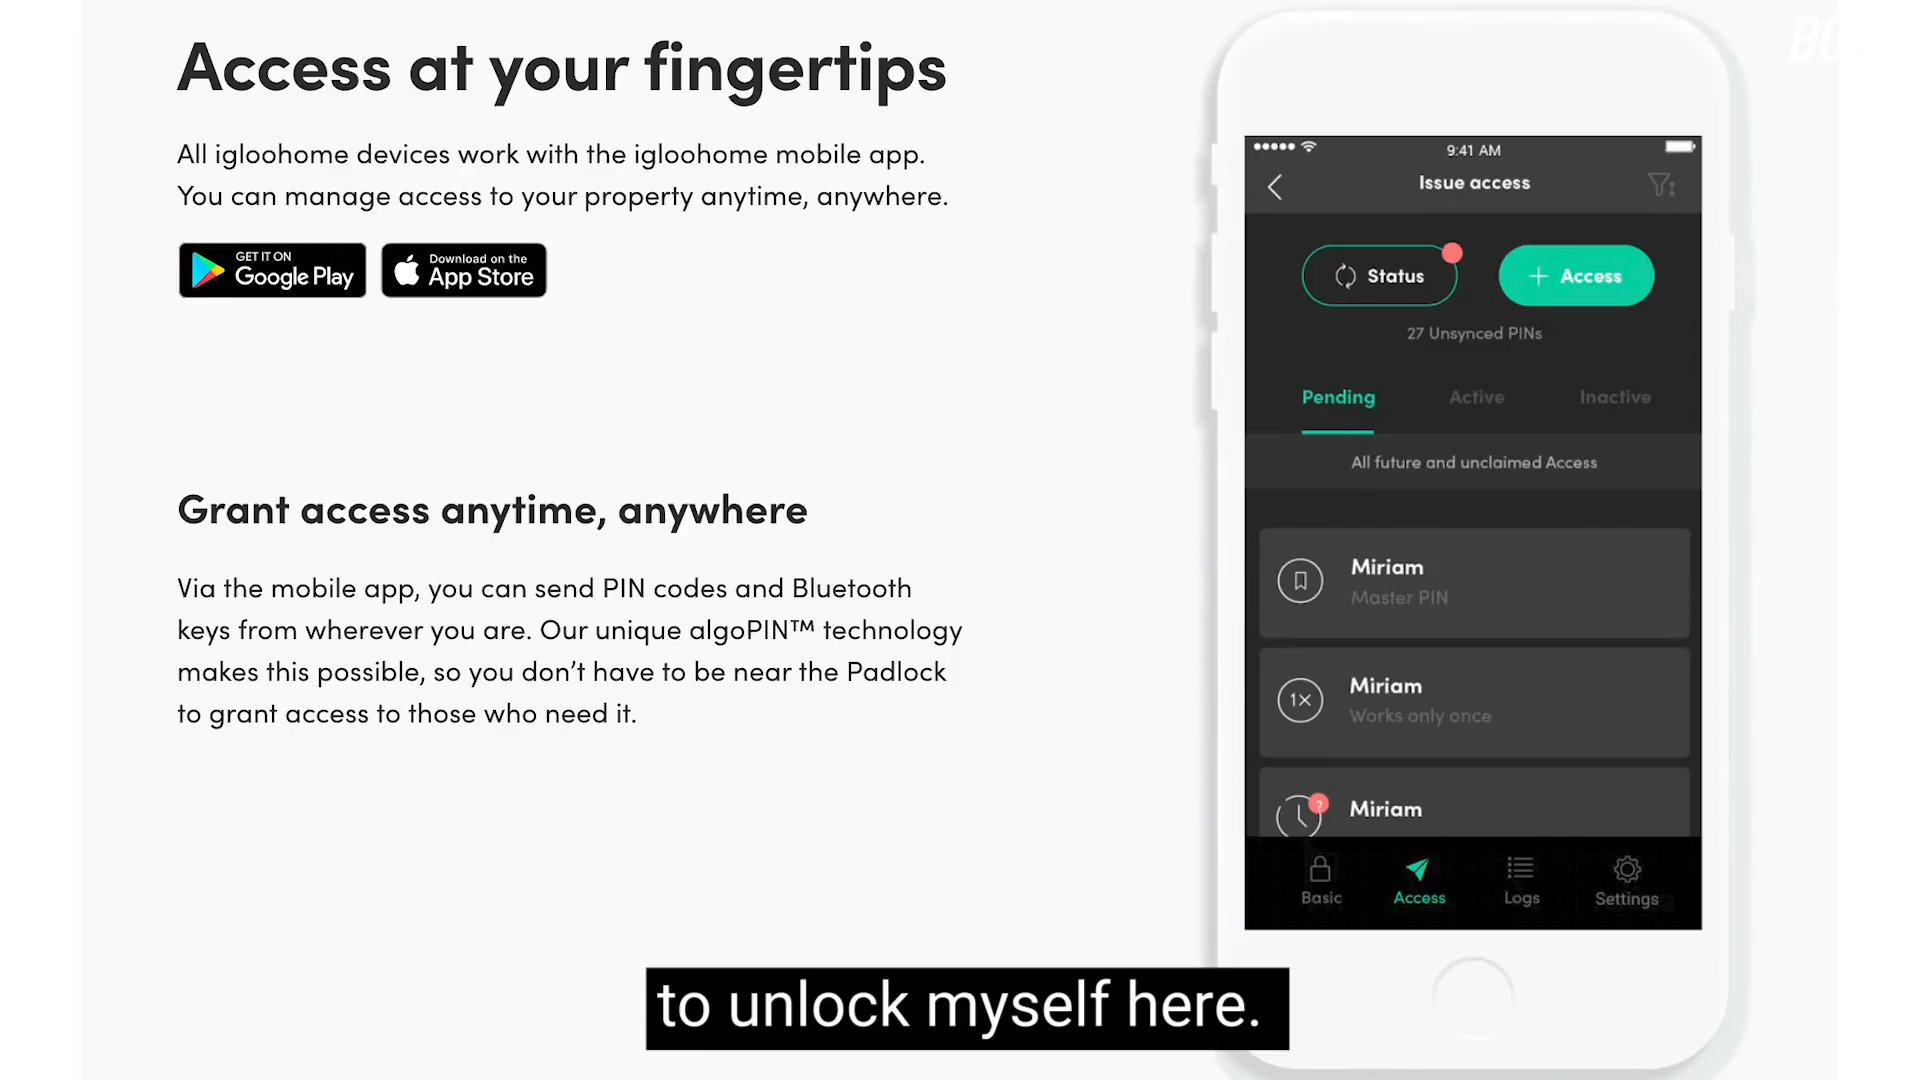 Access at your fingertips
All igloohome devices work with the igloohome mobile app.
You can manage access to your property anytime, anywhere.
GET IT ON
Google Play
Download on the
App Store
Grant access anytime, anywhere
Via the mobile app, you can send PIN codes and Bluetooth
keys from wherever you are. Our unique algoPIN™ technology
makes this possible, so you don’t have to be near the Padlock
to grant access to those who need it.
9:41 AM
Issue access
Status
+ Access
27 Unsynced PINs
Pending Active Inactive
All future and unclaimed Access
Miriam
Master PIN
1×
Miriam
Works only once
?
Miriam
Basic Access Logs Settings
to unlock myself here.